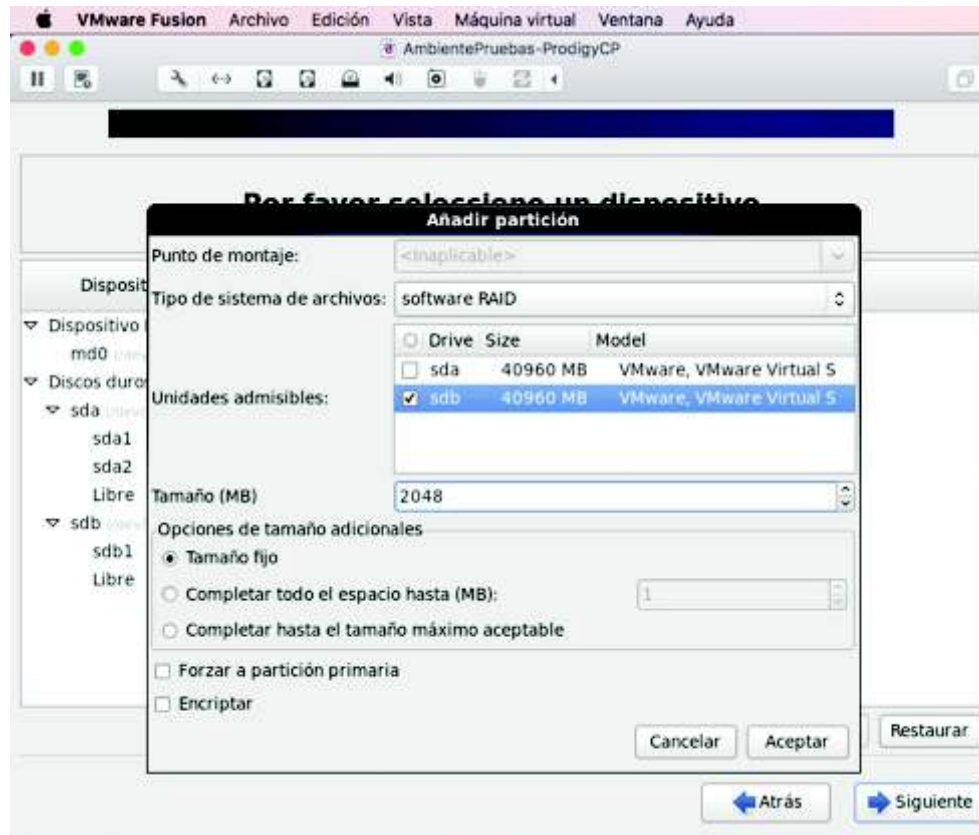 VMware Fusion Archivo Edición Vista Máquina virtual Ventana Ayuda
AmbientePruebas-ProdigyCP
Por favor seleccione un dispositivo
Añadir partición
Punto de montaje: <Inaplicable>
Tipo de sistema de archivos: software RAID
Disposit
Dispositivo
md0
Discos duro
sda
sda1
sda2
Libre
sdb
sdb1
Libre
Unidades admisibles:
Drive Size Model
sda 40960 MB VMware, VMware Virtual S
sdb 40960 MB VMware, VMware Virtual S
Tamaño (MB) 2048
Opciones de tamaño adicionales
Tamaño fijo
Completar todo el espacio hasta (MB): 1
Completar hasta el tamaño máximo aceptable
Forzar a partición primaria
Encriptar
Cancelar Aceptar
Restaurar
Atrás Siguiente